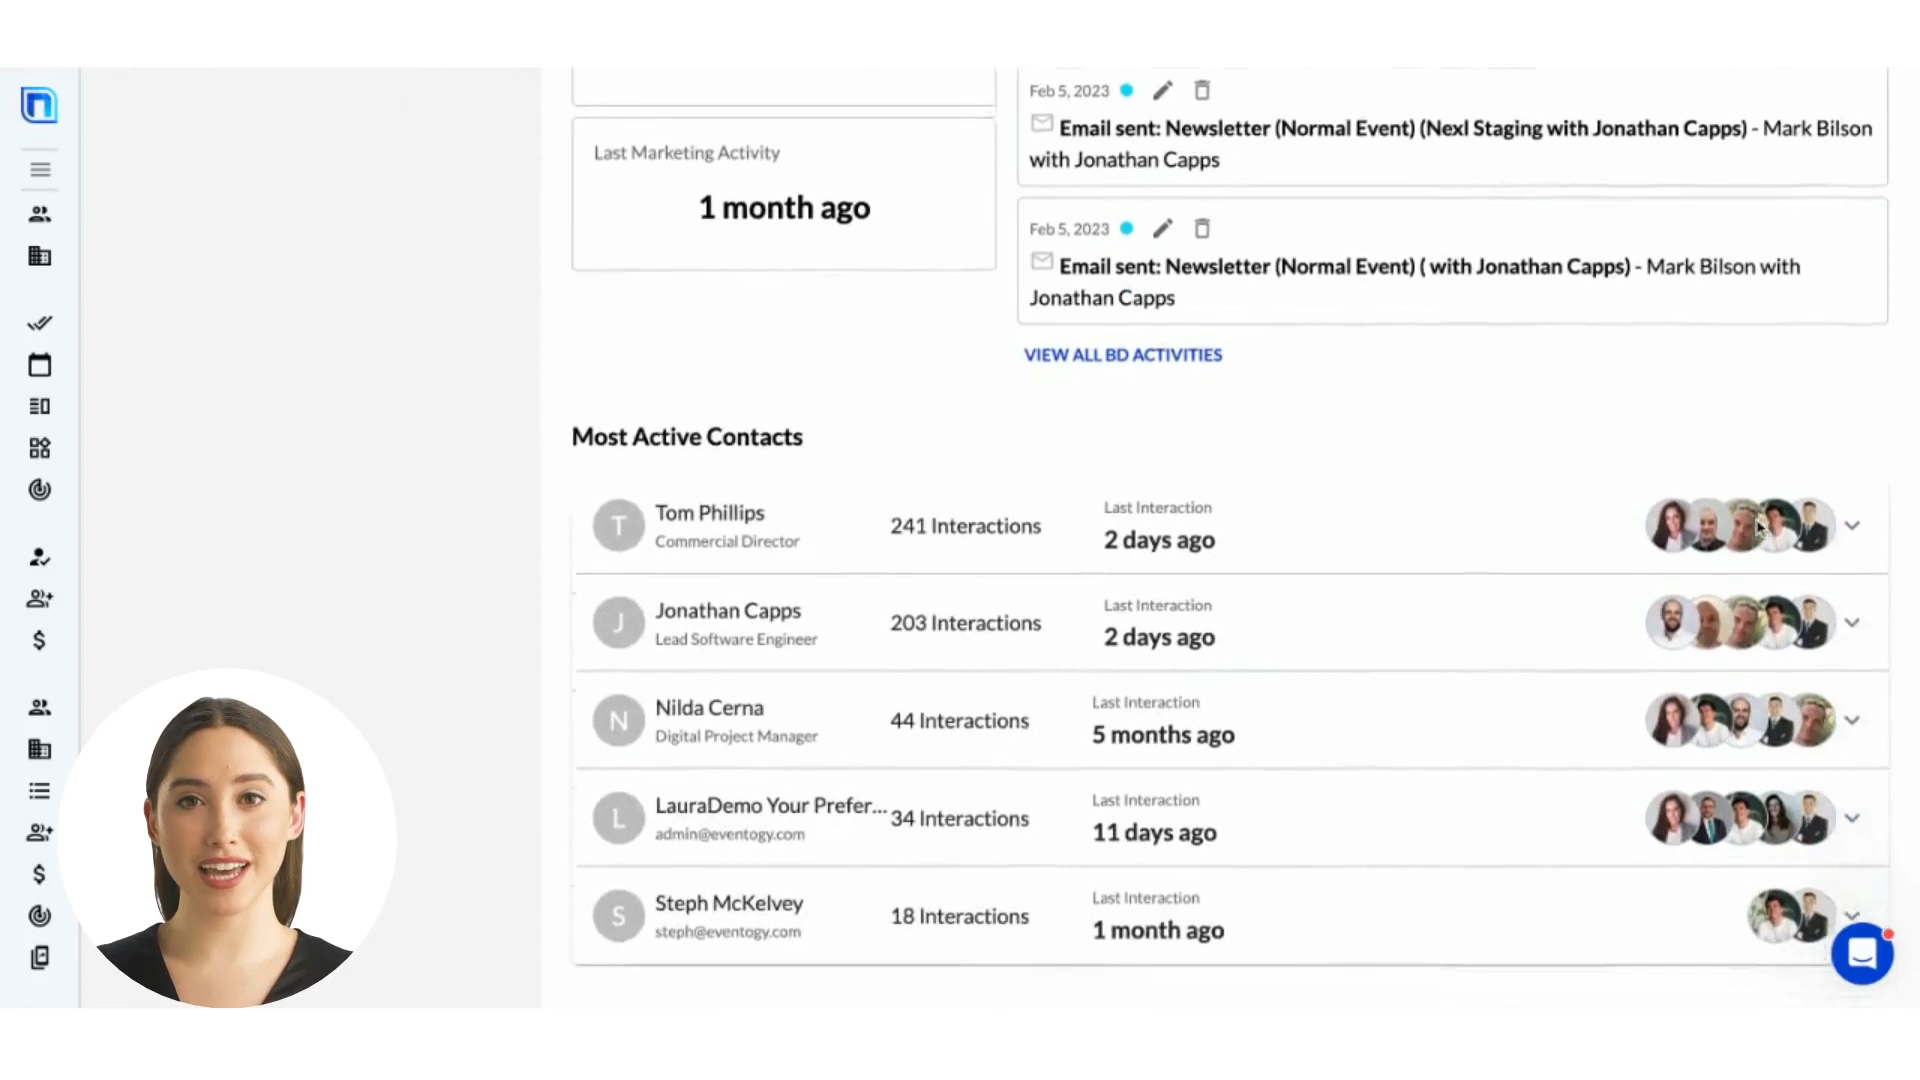 Feb 5, 2023
Email sent: Newsletter (Normal Event) (Nexl Staging with Jonathan Capps) - Mark Bilson
with Jonathan Capps
Last Marketing Activity
1 month ago
Feb 5, 2023
Email sent: Newsletter (Normal Event) ( with Jonathan Capps) - Mark Bilson with
Jonathan Capps
VIEW ALL BD ACTIVITIES
Most Active Contacts
T
Tom Phillips
Commercial Director
241 Interactions
Last Interaction
2 days ago
J
Jonathan Capps
Lead Software Engineer
203 Interactions
Last Interaction
2 days ago
N
Nilda Cerna
Digital Project Manager
44 Interactions
Last Interaction
5 months ago
L
LauraDemo Your Prefer...
admin@eventogy.com
34 Interactions
Last Interaction
11 days ago
S
Steph McKelvey
steph@eventogy.com
18 Interactions
Last Interaction
1 month ago